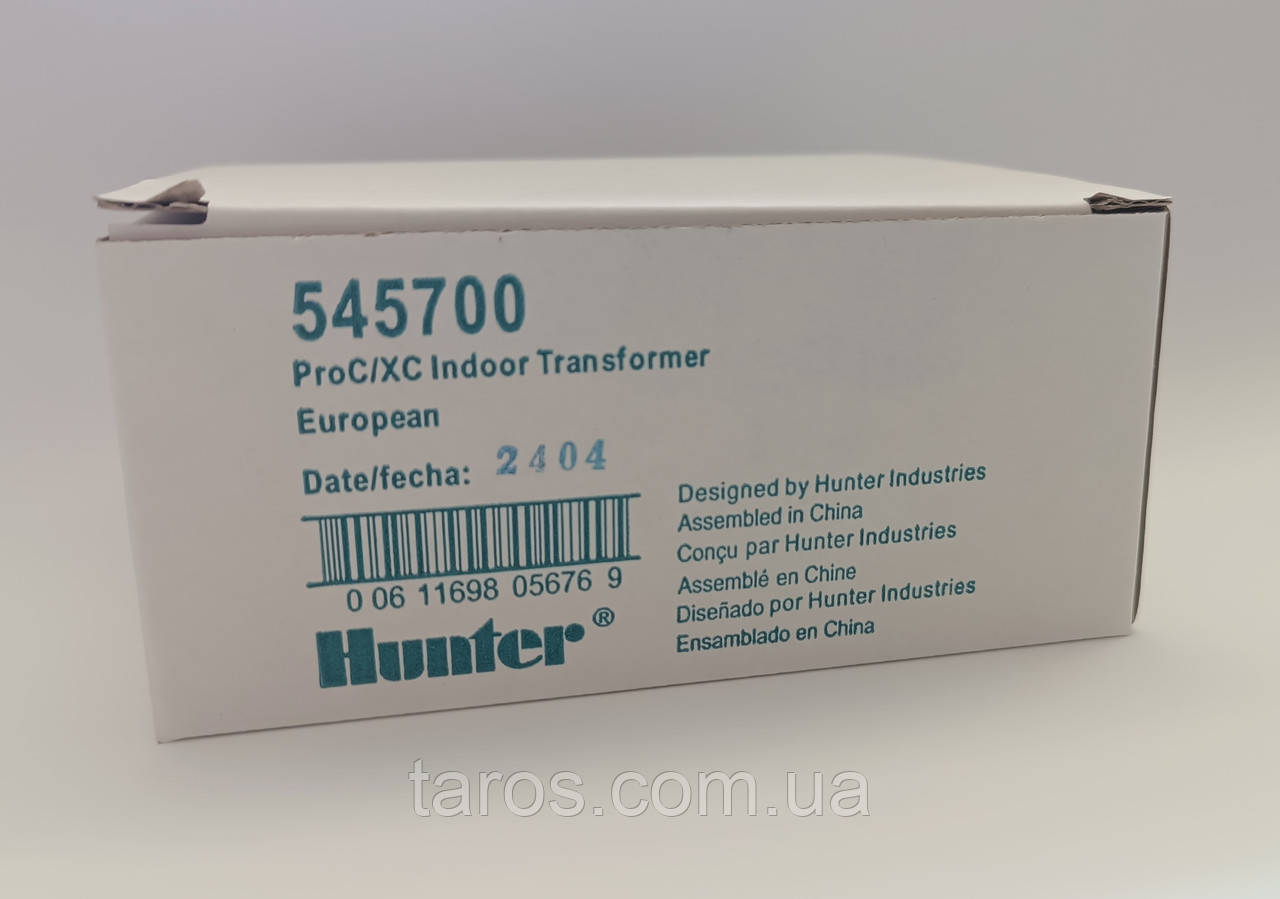 545700
ProC/XC Indoor Transformer
European
Date/fecha: 2404
0 06 11698 05676 9
Hunter®
Designed by Hunter Industries
Assembled in China
Conçu par Hunter Industries
Assemblé en Chine
Diseñado por Hunter Industries
Ensamblado en China
taros.com.ua